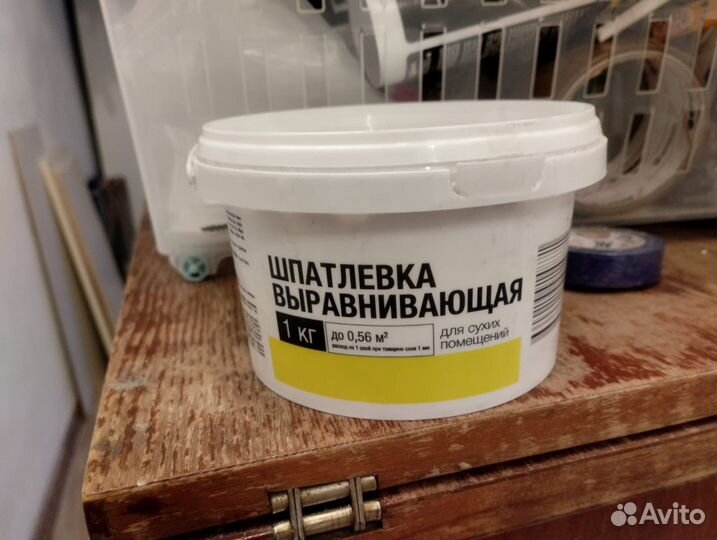 ШПАТЛЕВКА
ВЫРАВНИВАЮЩАЯ
1 кг
до 0,56 м²
расход на 1 слой при толщине слоя 1 мм
для сухих
помещений
Avito